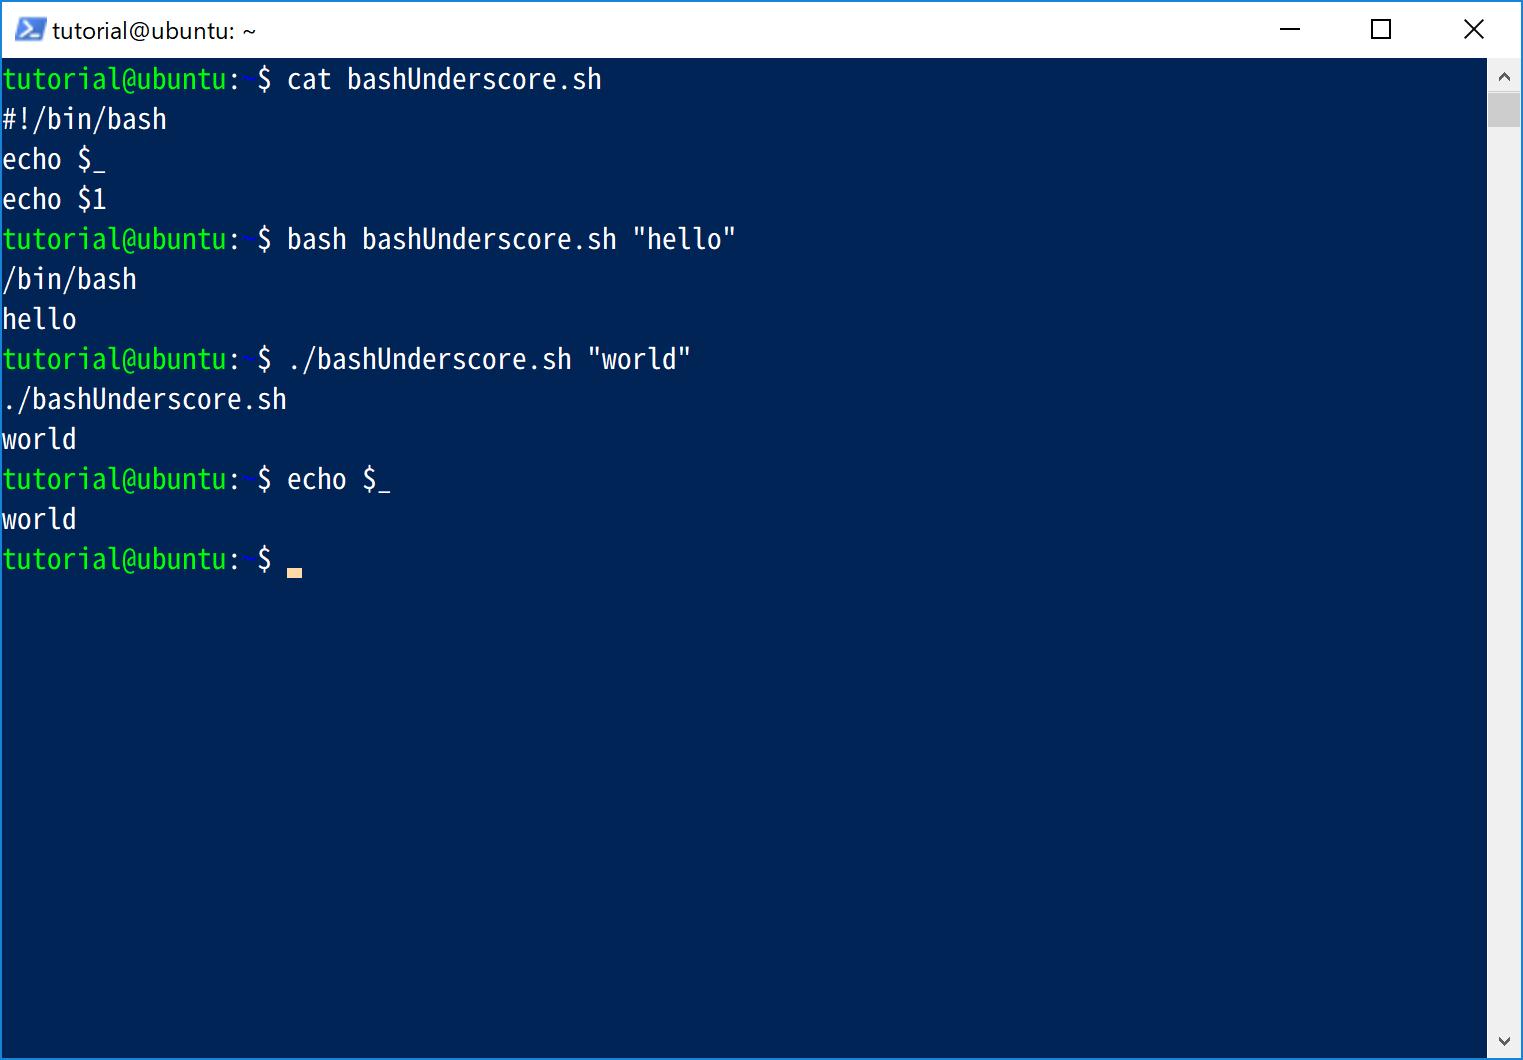 tutorial@ubuntu: ~
tutorial@ubuntu:~$ cat bashUnderscore.sh
#!/bin/bash
echo $_
echo $1
tutorial@ubuntu:~$ bash bashUnderscore.sh "hello"
/bin/bash
hello
tutorial@ubuntu:~$ ./bashUnderscore.sh "world"
./bashUnderscore.sh
world
tutorial@ubuntu:~$ echo $_
world
tutorial@ubuntu:~$